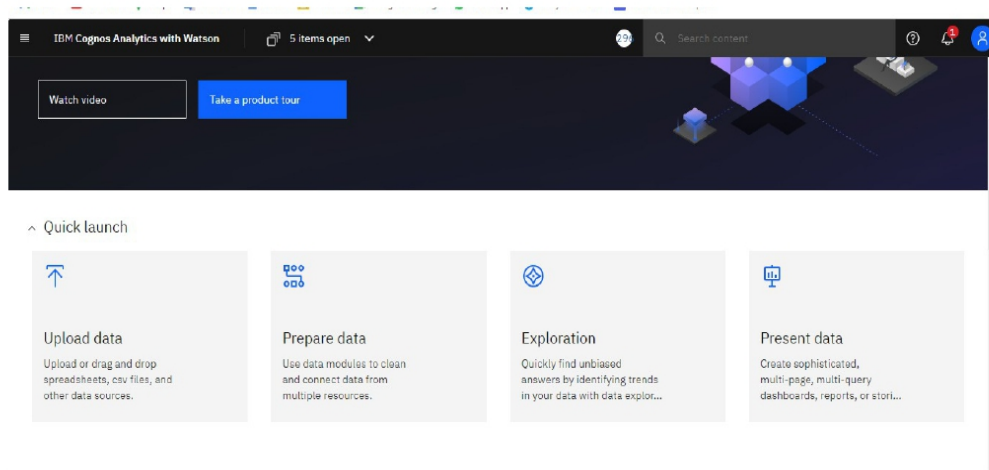 IBM Cognos Analytics with Watson
5 items open
Search content
Watch video
Take a product tour
Quick launch
Upload data
Upload or drag and drop
spreadsheets, csv files, and
other data sources.
Prepare data
Use data modules to clean
and connect data from
multiple resources.
Exploration
Quickly find unbiased
answers by identifying trends
in your data with data explor...
Present data
Create sophisticated,
multi-page, multi-query
dashboards, reports, or stori...